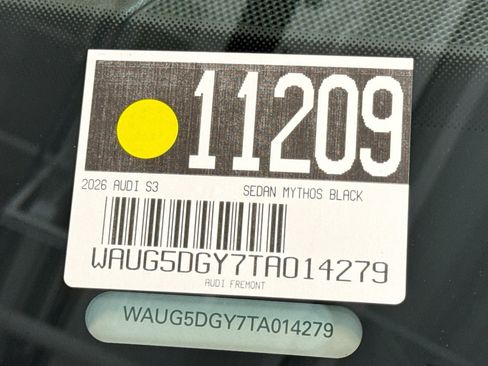 11209
2026 AUDI S3 SEDAN MYTHOS BLACK
WAUG5DGY7TA014279
AUDI FREMONT
WAUG5DGY7TA014279